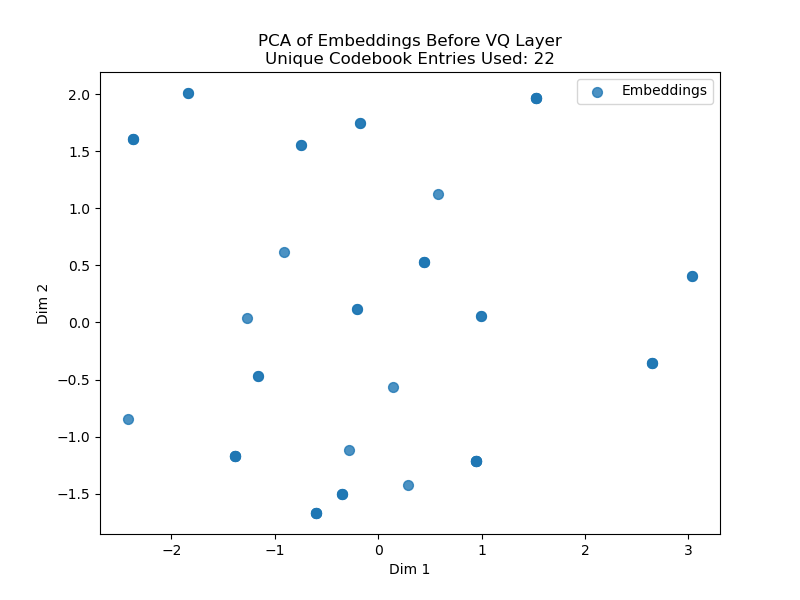 PCA of Embeddings Before VQ Layer
Unique Codebook Entries Used: 22
Embeddings
2.0
1.5
1.0
0.5
0.0
−0.5
−1.0
−1.5
Dim 2
−2
−1
0
1
2
3
Dim 1